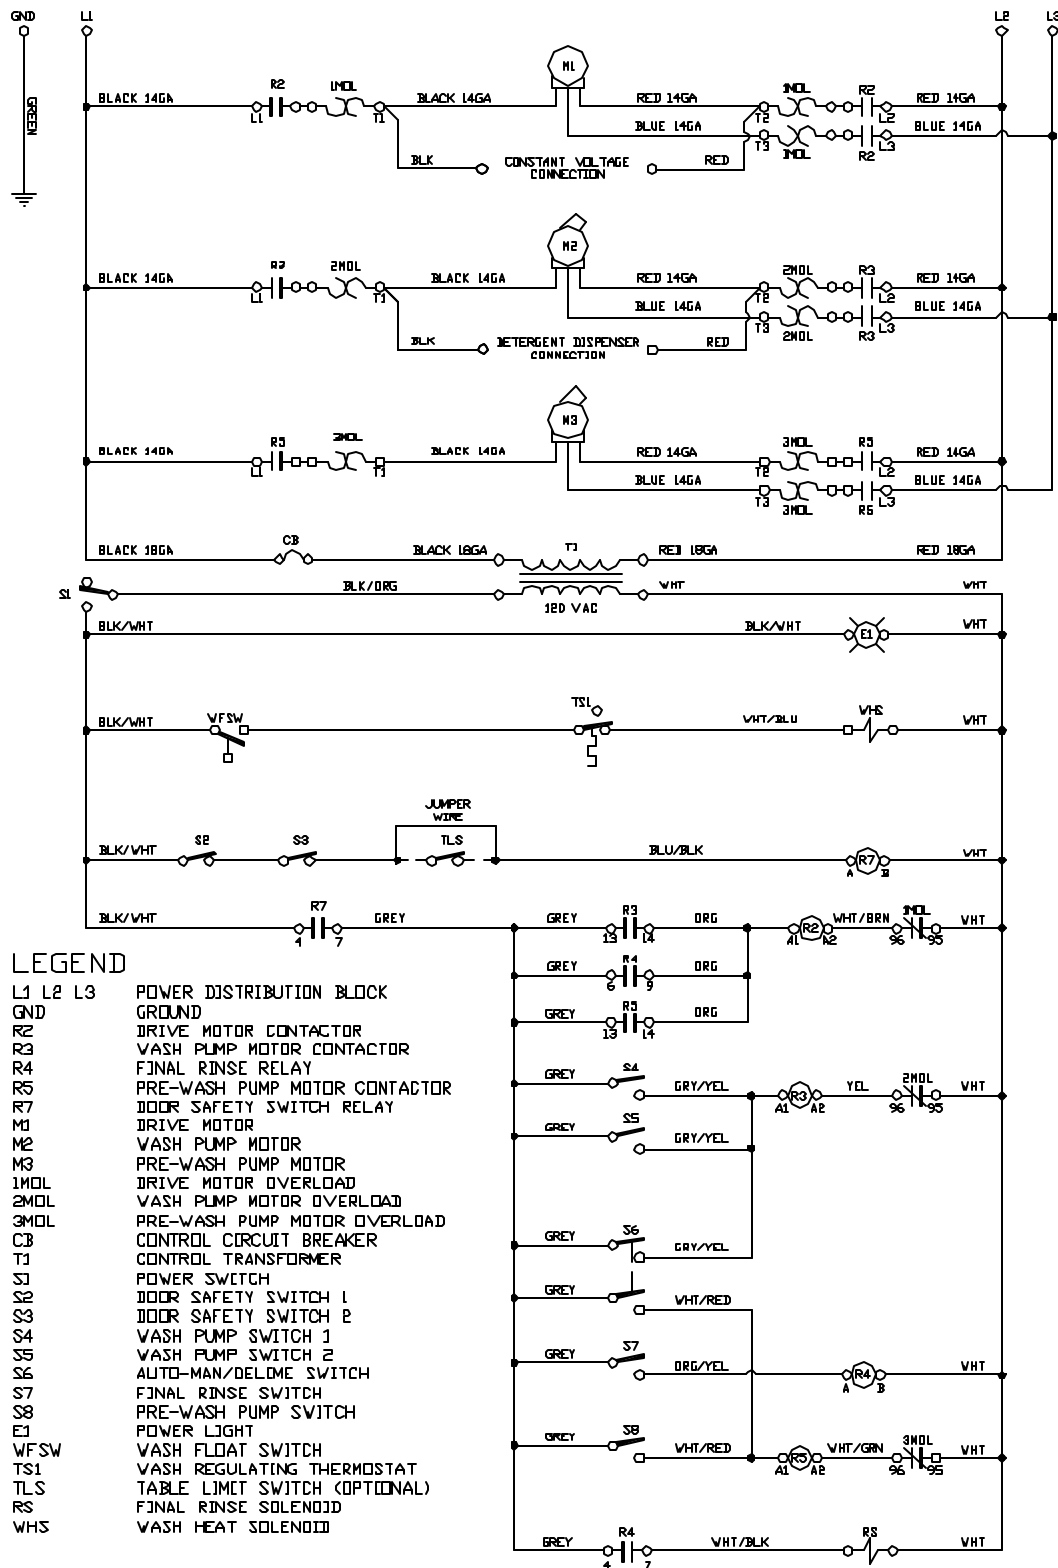 GND L1 L2 L3
GREEN
R2 1MOL M1 1MOL R2
BLACK 14GA BLACK 14GA RED 14GA RED 14GA
L1 T1 T2 L2
BLUE 14GA BLUE 14GA
T3 1MOL R2 L3
BLK CONSTANT VOLTAGE RED
CONNECTION
R3 2MOL M2 2MOL R3
BLACK 14GA BLACK 14GA RED 14GA RED 14GA
L1 T1 T2 L2
BLUE 14GA BLUE 14GA
T3 2MOL R3 L3
BLK DETERGENT DISPENSER RED
CONNECTION
R5 3MOL M3 3MOL R5
BLACK 14GA BLACK 14GA RED 14GA RED 14GA
L1 T1 T2 L2
BLUE 14GA BLUE 14GA
T3 3MOL R5 L3
BLACK 18GA CB BLACK 18GA T1 RED 18GA RED 18GA
S1 BLK/ORG WHT WHT
120 VAC
BLK/WHT BLK/WHT E1 WHT
BLK/WHT WFSW TS1 WHT/BLU WHS WHT
JUMPER
WIRE
BLK/WHT S2 S3 TLS BLU/BLK R7 WHT
A B
BLK/WHT R7 GREY GREY R3 ORG R2 WHT/BRN 1MOL WHT
4 7 13 14 A1 A2 96 95
GREY R4 ORG
6 9
GREY R5 ORG
13 14
GREY S4 GRY/YEL R3 YEL 2MOL WHT
A1 A2 96 95
GREY S5 GRY/YEL
GREY S6 GRY/YEL
GREY WHT/RED
GREY S7 ORG/YEL R4 WHT
A B
GREY S8 WHT/RED R5 WHT/GRN 3MOL WHT
A1 A2 96 95
GREY R4 WHT/BLK RS WHT
4 7
LEGEND
L1 L2 L3 POWER DISTRIBUTION BLOCK
GND GROUND
R2 DRIVE MOTOR CONTACTOR
R3 WASH PUMP MOTOR CONTACTOR
R4 FINAL RINSE RELAY
R5 PRE-WASH PUMP MOTOR CONTACTOR
R7 DOOR SAFETY SWITCH RELAY
M1 DRIVE MOTOR
M2 WASH PUMP MOTOR
M3 PRE-WASH PUMP MOTOR
1MOL DRIVE MOTOR OVERLOAD
2MOL WASH PUMP MOTOR OVERLOAD
3MOL PRE-WASH PUMP MOTOR OVERLOAD
CB CONTROL CIRCUIT BREAKER
T1 CONTROL TRANSFORMER
S1 POWER SWITCH
S2 DOOR SAFETY SWITCH 1
S3 DOOR SAFETY SWITCH 2
S4 WASH PUMP SWITCH 1
S5 WASH PUMP SWITCH 2
S6 AUTO-MAN/DELIME SWITCH
S7 FINAL RINSE SWITCH
S8 PRE-WASH PUMP SWITCH
E1 POWER LIGHT
WFSW WASH FLOAT SWITCH
TS1 WASH REGULATING THERMOSTAT
TLS TABLE LIMIT SWITCH (OPTIONAL)
RS FINAL RINSE SOLENOID
WHS WASH HEAT SOLENOID